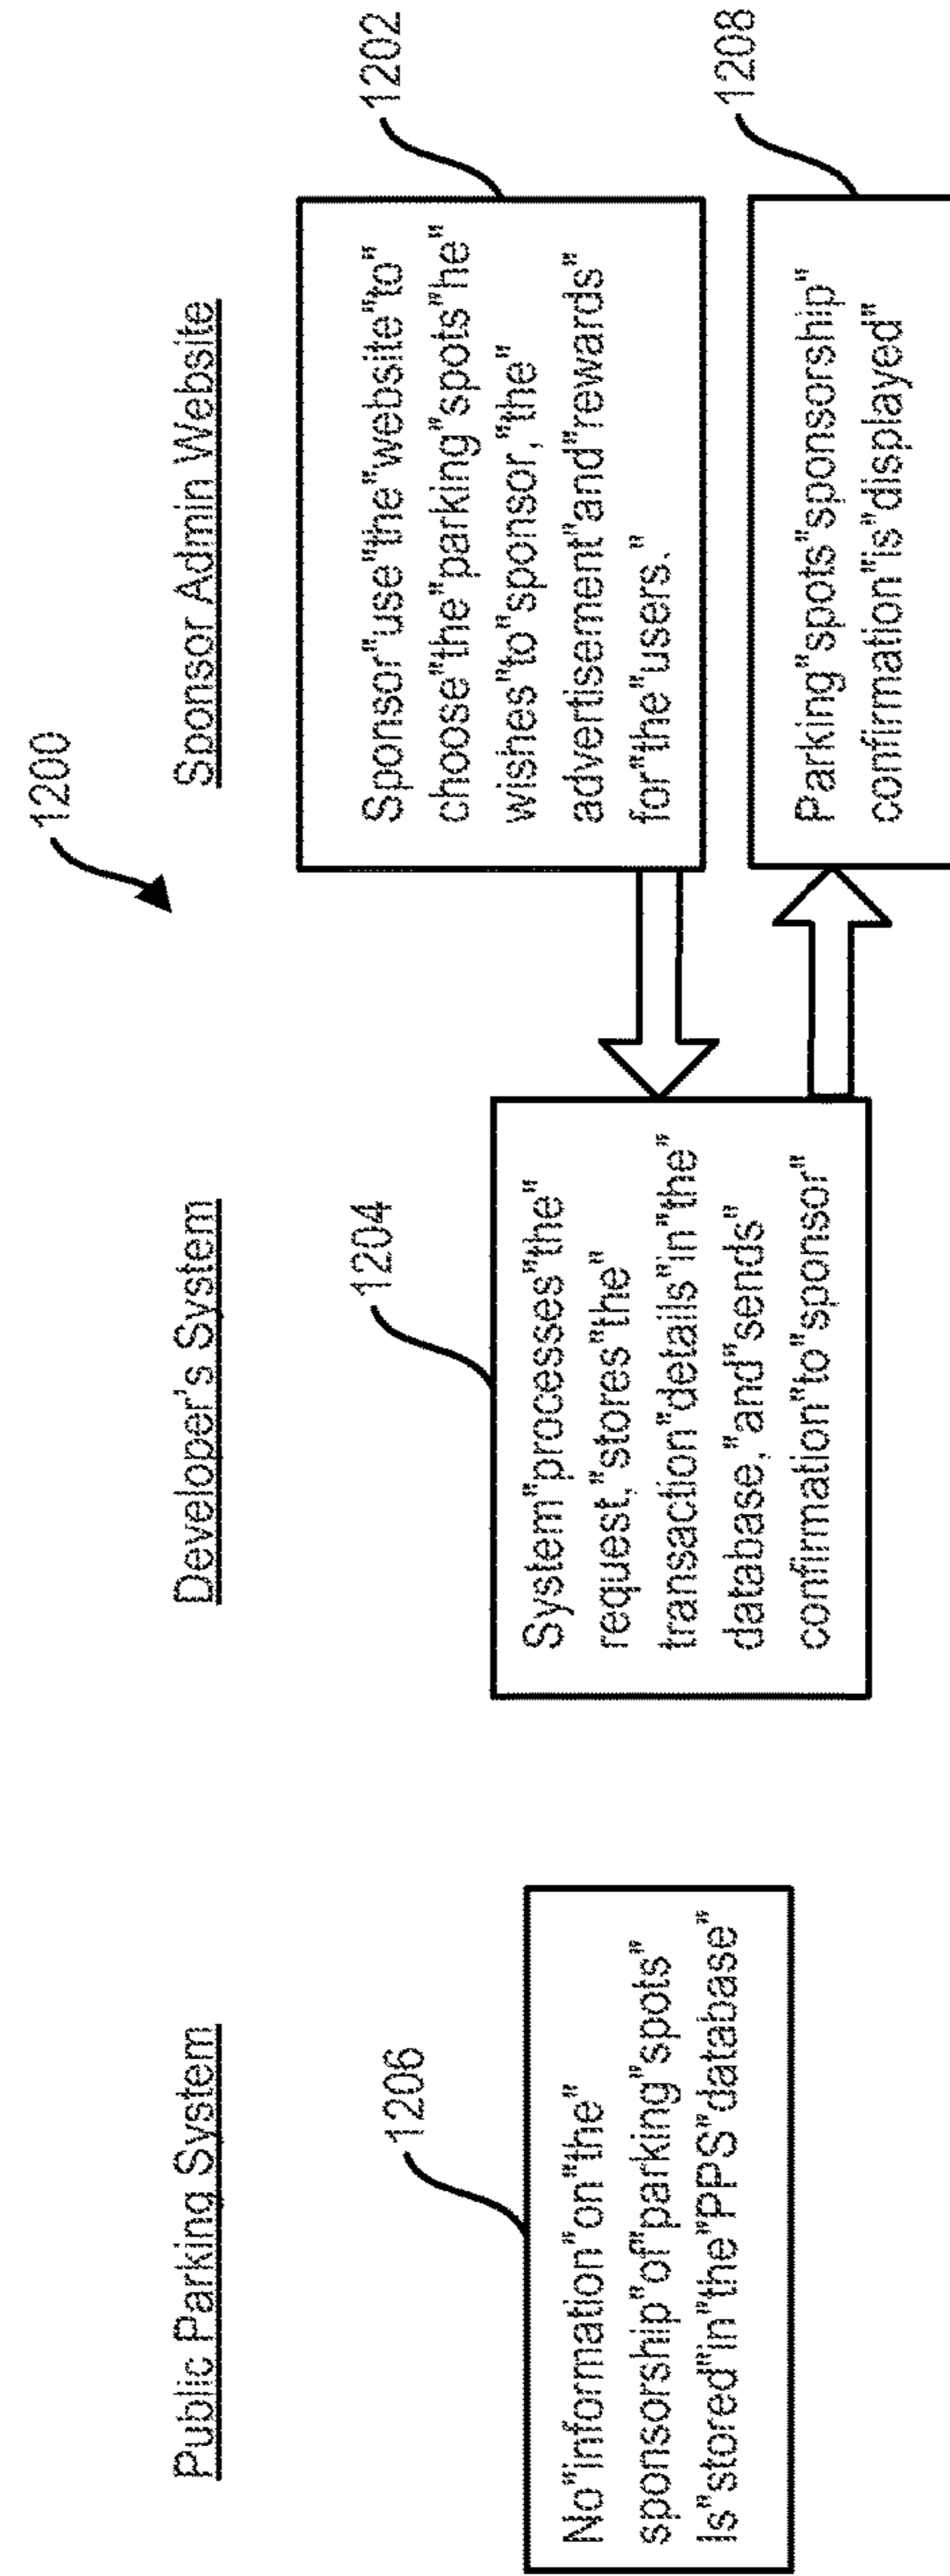 1200
Public Parking System
Developer's System
Sponsor Admin Website
1206
No"information"on"the"
sponsorship"of"parking"spots"
Is"stored"in"the"PPS"database"
1204
System"processes"the"
request,"stores"the"
transaction"details"in"the"
database,"and"sends"
confirmation"to"sponsor"
1202
Sponsor"use"the"website"to"
choose"the"parking"spots"he"
wishes"to"sponsor,"the"
advertisement"and"rewards"
for"the"users."
1208
Parking"spots"sponsorship"
confirmation"is"displayed"